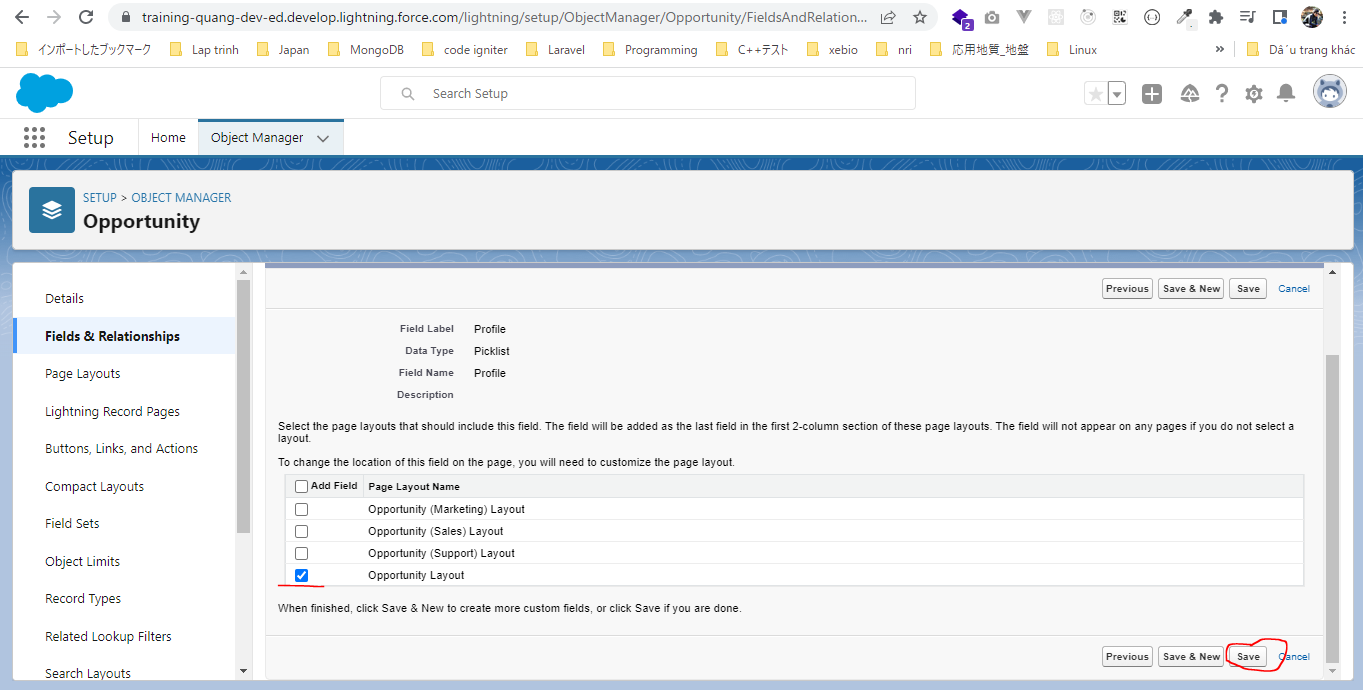 training-quang-dev-ed.develop.lightning.force.com/lightning/setup/ObjectManager/Opportunity/FieldsAndRelation...
2
インポートしたブックマーク Lap trinh Japan MongoDB code igniter Laravel Programming C++テスト xebio nri 応用地質_地盤 Linux » Dấu trang khác
Search Setup
Setup Home Object Manager
SETUP > OBJECT MANAGER
Opportunity
Details
Fields & Relationships
Page Layouts
Lightning Record Pages
Buttons, Links, and Actions
Compact Layouts
Field Sets
Object Limits
Record Types
Related Lookup Filters
Search Layouts
Previous Save & New Save Cancel
Field Label Profile
Data Type Picklist
Field Name Profile
Description
Select the page layouts that should include this field. The field will be added as the last field in the first 2-column section of these page layouts. The field will not appear on any pages if you do not select a
layout.
To change the location of this field on the page, you will need to customize the page layout.
Add Field Page Layout Name
Opportunity (Marketing) Layout
Opportunity (Sales) Layout
Opportunity (Support) Layout
Opportunity Layout
When finished, click Save & New to create more custom fields, or click Save if you are done.
Previous Save & New Save Cancel